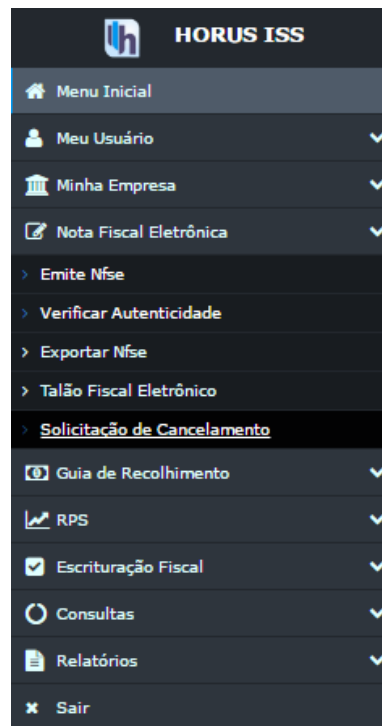 HORUS ISS
Menu Inicial
Meu Usuário
Minha Empresa
Nota Fiscal Eletrônica
Emite Nfse
Verificar Autenticidade
Exportar Nfse
Talão Fiscal Eletrônico
Solicitação de Cancelamento
Guia de Recolhimento
RPS
Escrituração Fiscal
Consultas
Relatórios
Sair